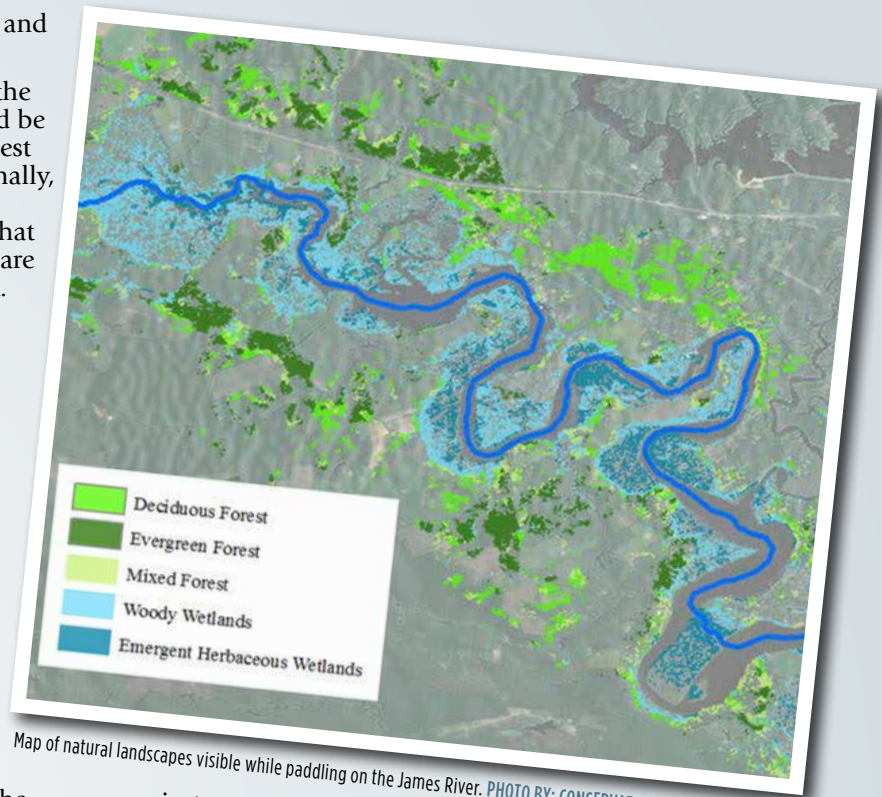 and
the
d be
est
nally,
hat
are
.
Deciduous Forest
Evergreen Forest
Mixed Forest
Woody Wetlands
Emergent Herbaceous Wetlands
Map of natural landscapes visible while paddling on the James River. PHOTO BY: